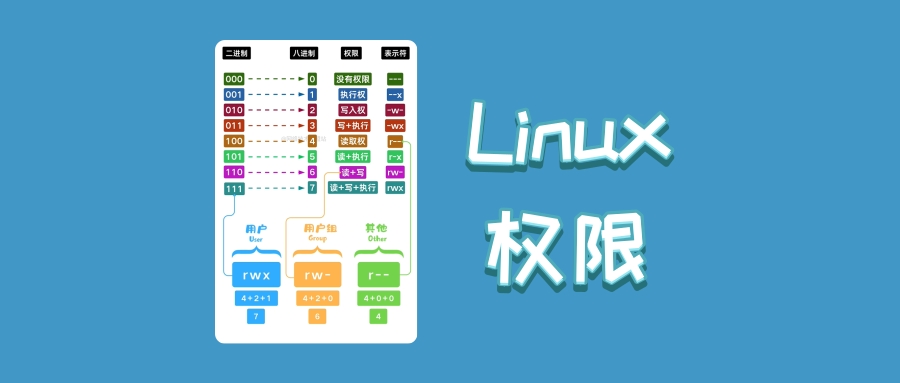 二进制 八进制 权限 表示符
000 0 没有权限 ---
001 1 执行权 --x
010 2 写入权 -w-
011 3 写+执行 -wx
100 4 读取权 r--
101 5 读+执行 r-x
110 6 读+写 rw-
111 7 读+写+执行 rwx
用户 用户组 其他
User Group Other
rwx rw- r--
4+2+1 4+2+0 4+0+0
7 6 4
Linux
权限